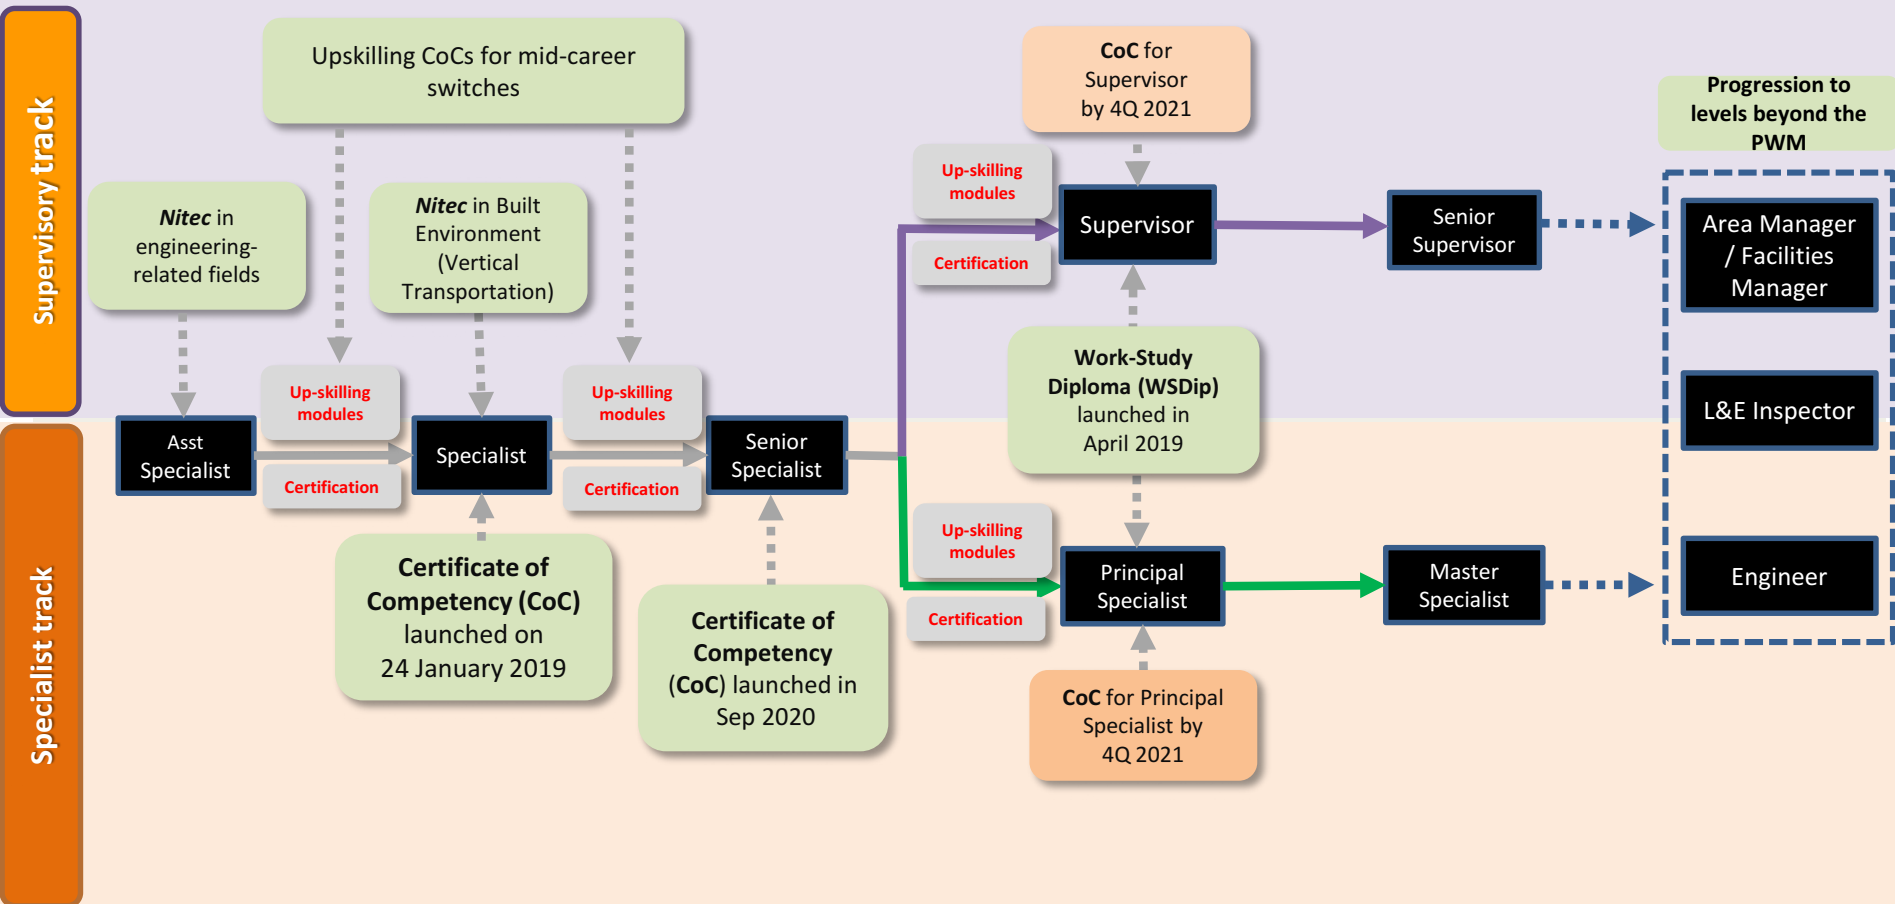 Supervisory track
Upskilling CoCs for mid-career
switches
CoC for
Supervisor
by 4Q 2021
Progression to
levels beyond the
PWM
Nitec in
engineering-
related fields
Nitec in Built
Environment
(Vertical
Transportation)
Up-skilling
modules
Certification
Supervisor
Senior
Supervisor
Area Manager
/ Facilities
Manager
Work-Study
Diploma (WSDip)
launched in
April 2019
Up-skilling
modules
Up-skilling
modules
L&E Inspector
Specialist track
Asst
Specialist
Certification
Specialist
Certification
Senior
Specialist
Certificate of
Competency (CoC)
launched on
24 January 2019
Certificate of
Competency
(CoC) launched in
Sep 2020
Up-skilling
modules
Certification
Principal
Specialist
Master
Specialist
Engineer
CoC for Principal
Specialist by
4Q 2021